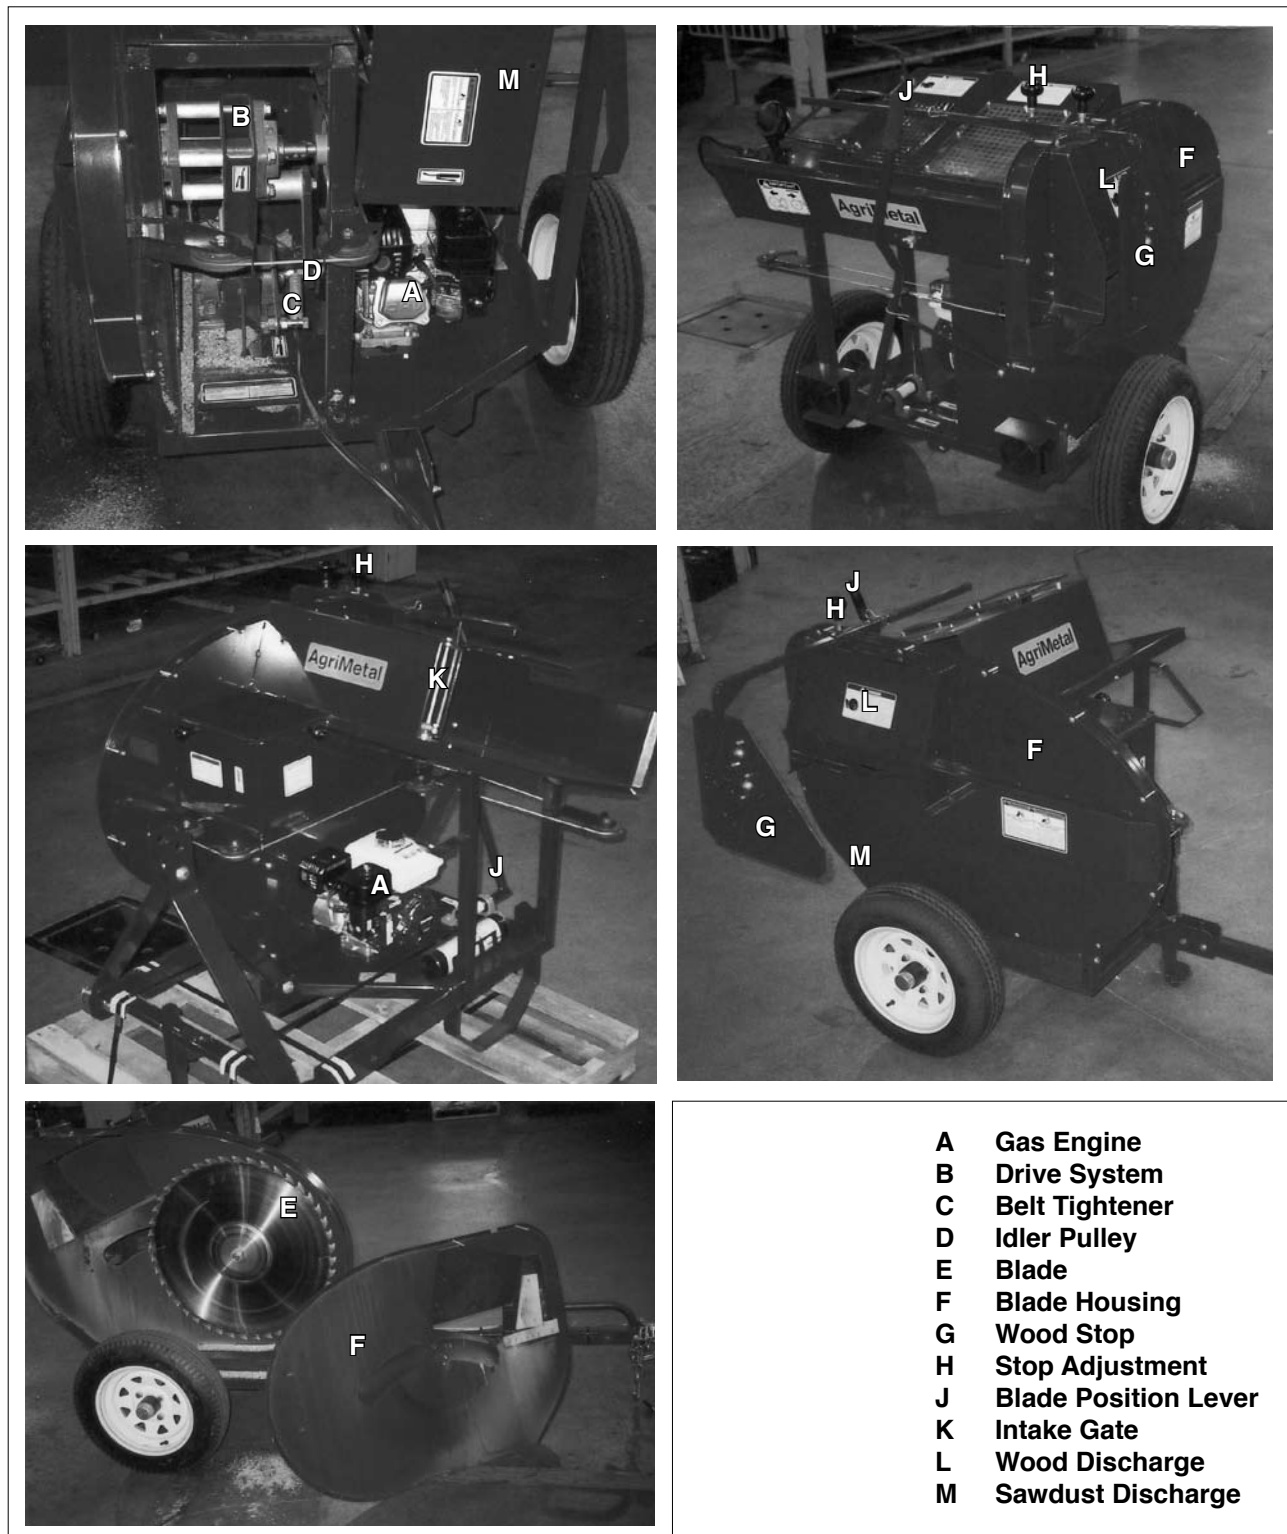 M
B
D
A
C
H
J
F
L
AgriMetal
G
H
AgriMetal
K
J
A
J
H
AgriMetal
L
F
G
M
E
F
A Gas Engine
B Drive System
C Belt Tightener
D Idler Pulley
E Blade
F Blade Housing
G Wood Stop
H Stop Adjustment
J Blade Position Lever
K Intake Gate
L Wood Discharge
M Sawdust Discharge